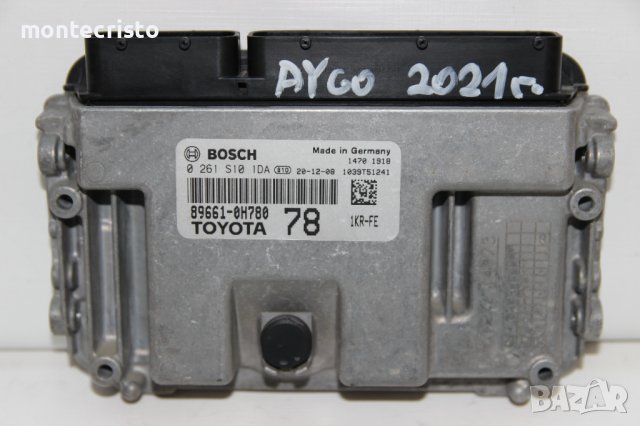 montecristo
AYGO 2021г
BOSCH
Made in Germany
1470 1918
0 261 S10 1DA 810 20-12-08 1039T51241
89661-0H780
TOYOTA 78 1KR-FE
BAZAR